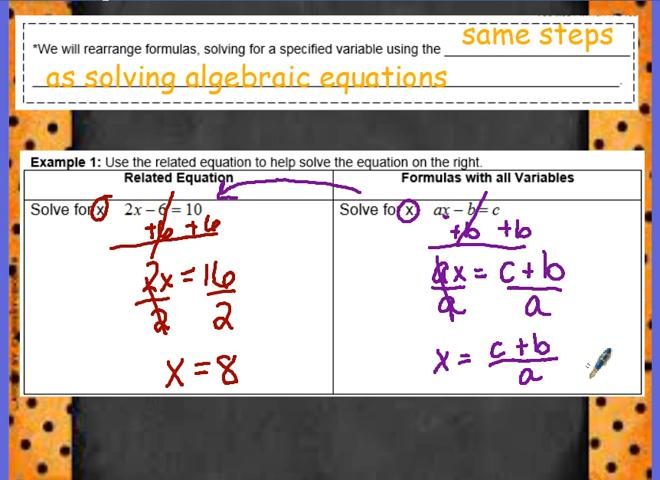 same steps
*We will rearrange formulas, solving for a specified variable using the
as solving algebraic equations.
Example 1: Use the related equation to help solve the equation on the right.
Related Equation
Formulas with all Variables
Solve for x 2x – 6 = 10
+6 +6
2x = 16
2 2
x = 8
Solve for x ax – b = c
+b +b
ax = c + b
a a
x = c + b
a